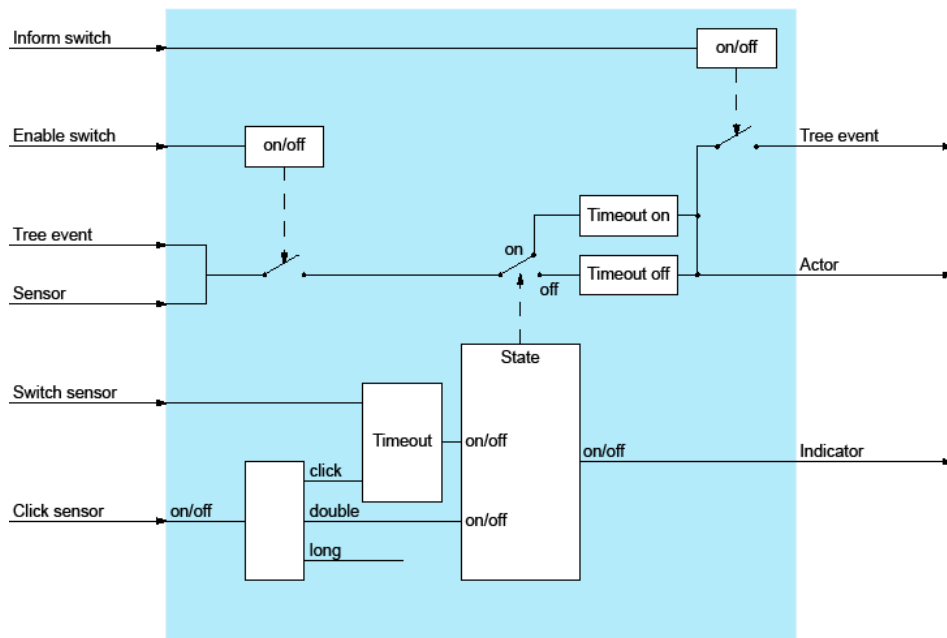 Inform switch
on/off
Enable switch
on/off
Tree event
Tree event
Timeout on
on
Sensor
off
Timeout off
Actor
State
Switch sensor
Timeout
on/off
on/off
Indicator
click
Click sensor
on/off
double
on/off
long